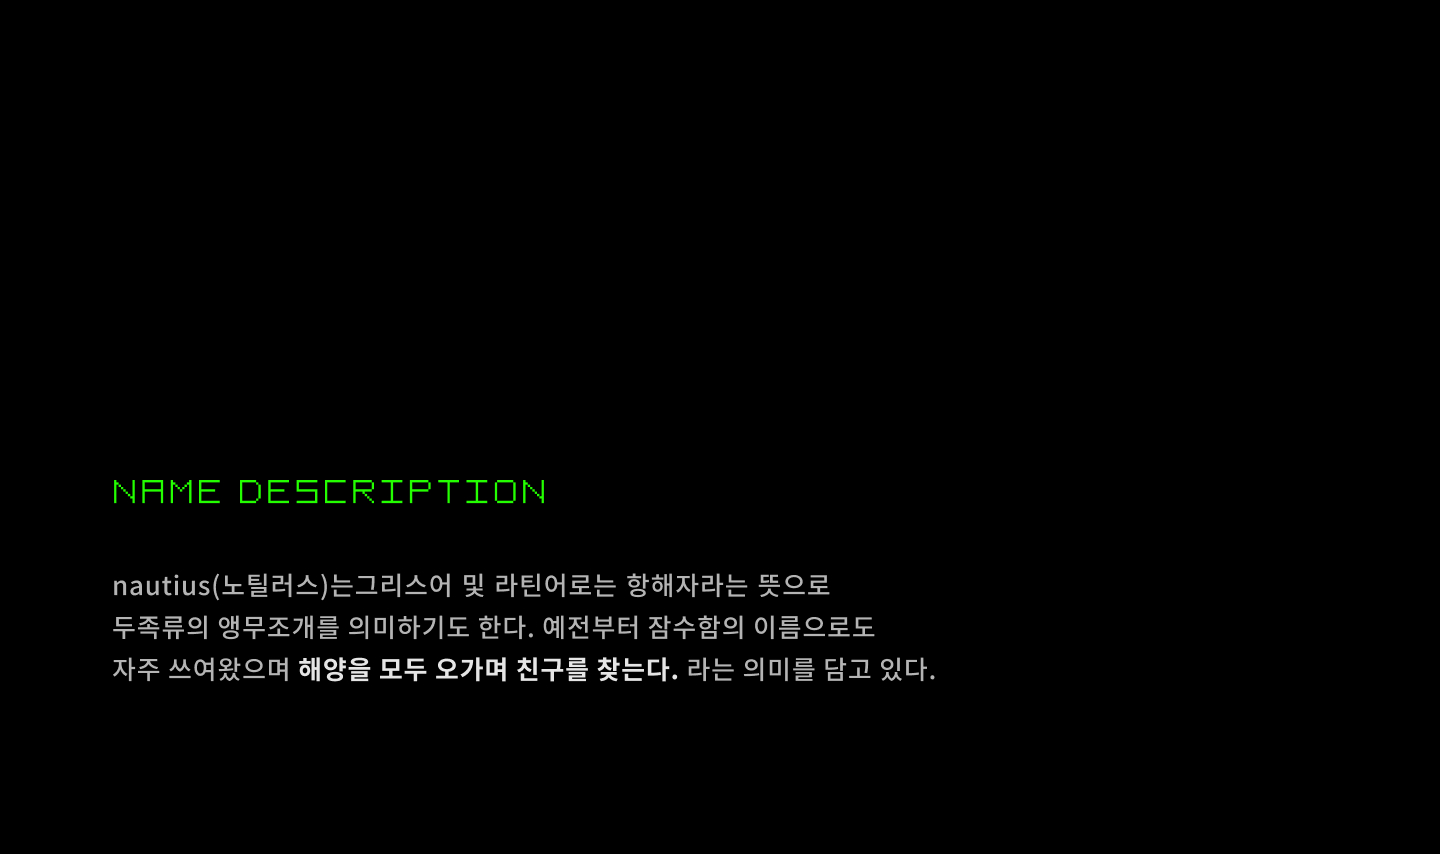 NAME DESCRIPTION
nautius(노틸러스)는그리스어 및 라틴어로는 항해자라는 뜻으로
두족류의 앵무조개를 의미하기도 한다. 예전부터 잠수함의 이름으로도
자주 쓰여왔으며 해양을 모두 오가며 친구를 찾는다. 라는 의미를 담고 있다.